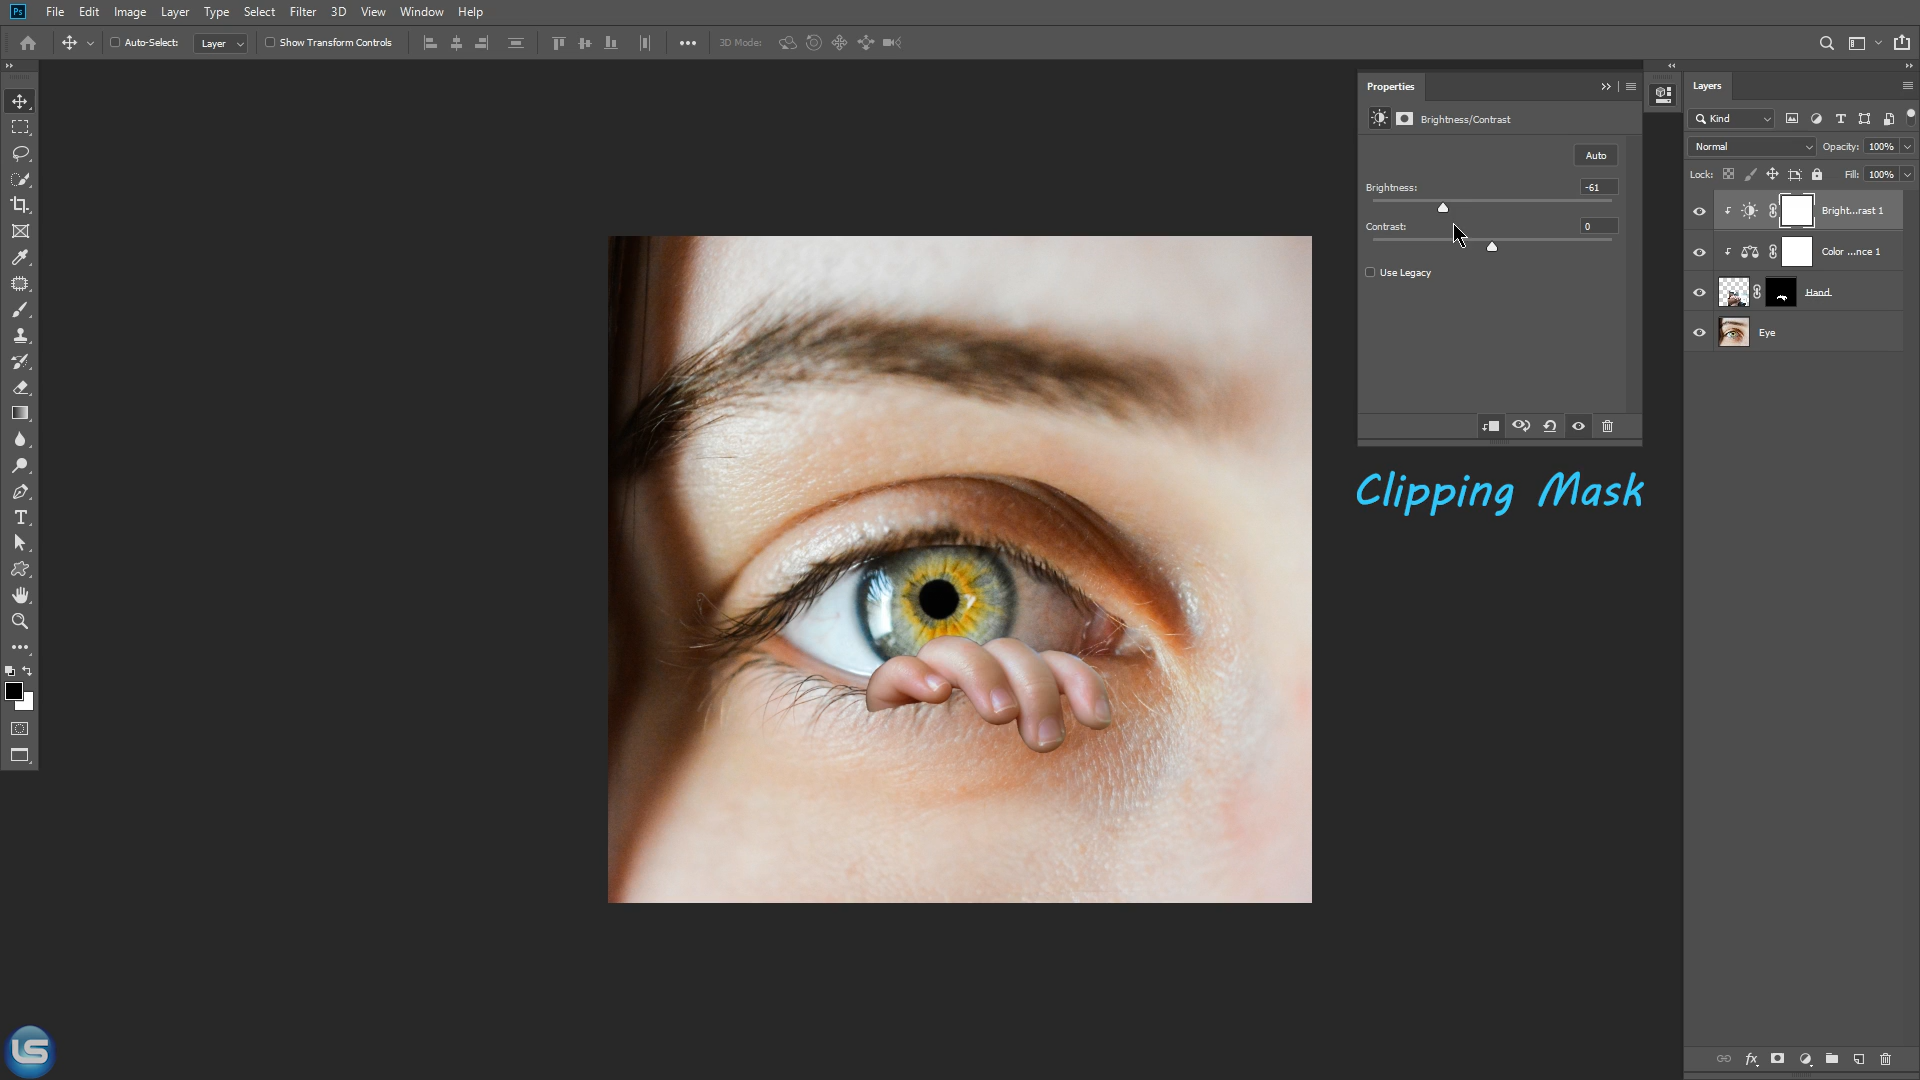 Ps File Edit Image Layer Type Select Filter 3D View Window Help
Auto-Select: Layer Show Transform Controls 3D Mode:
Properties
Brightness/Contrast
Auto
Brightness: -61
Contrast: 0
Use Legacy
Clipping Mask
Layers
Kind
Normal Opacity: 100%
Lock: Fill: 100%
Bright...rast 1
Color ...nce 1
Hand
Eye
LS